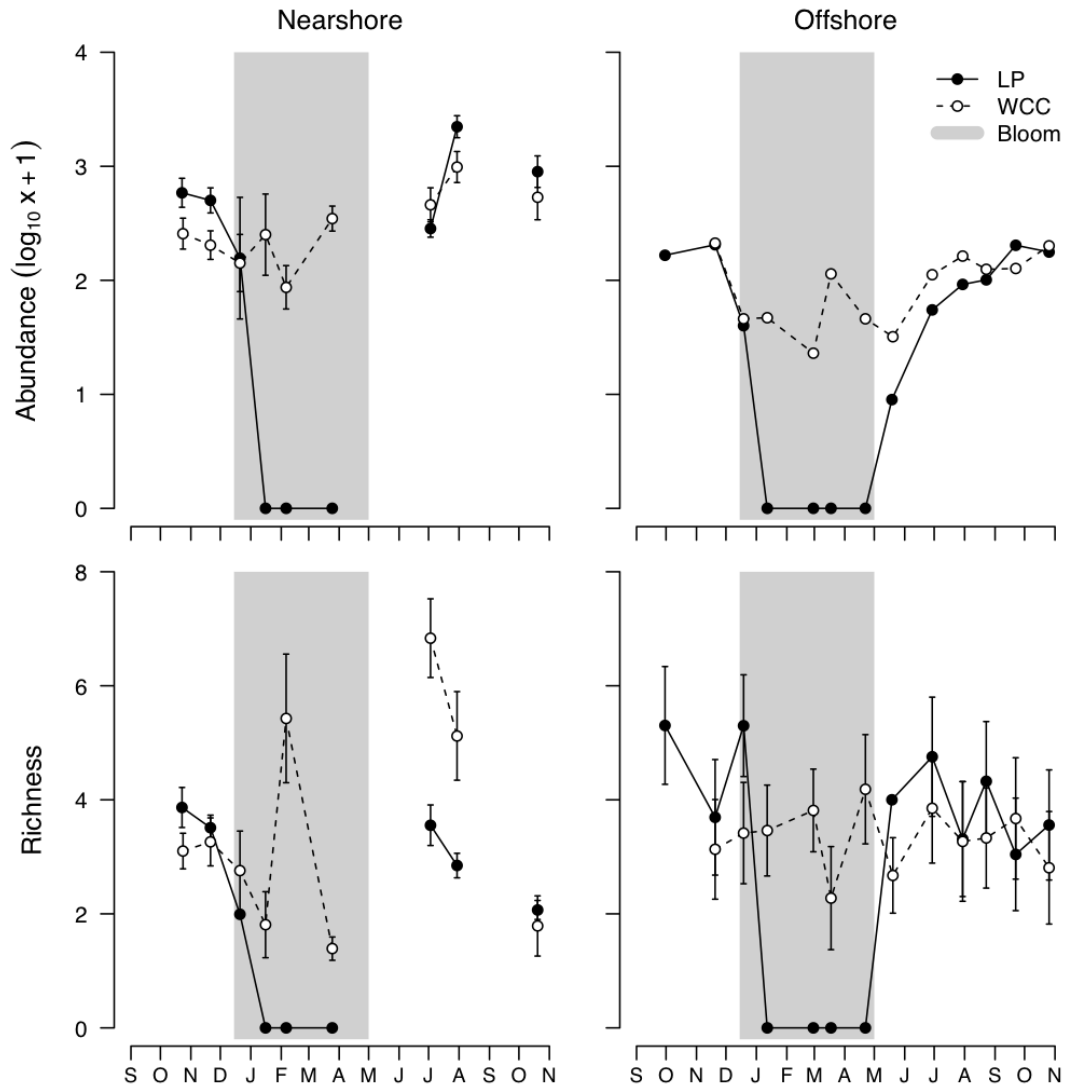 Nearshore
Offshore
4
3
2
1
0
Abundance (log10 x + 1)
LP
WCC
Bloom
8
6
4
2
0
Richness
S O N D J F M A M J J A S O N
S O N D J F M A M J J A S O N